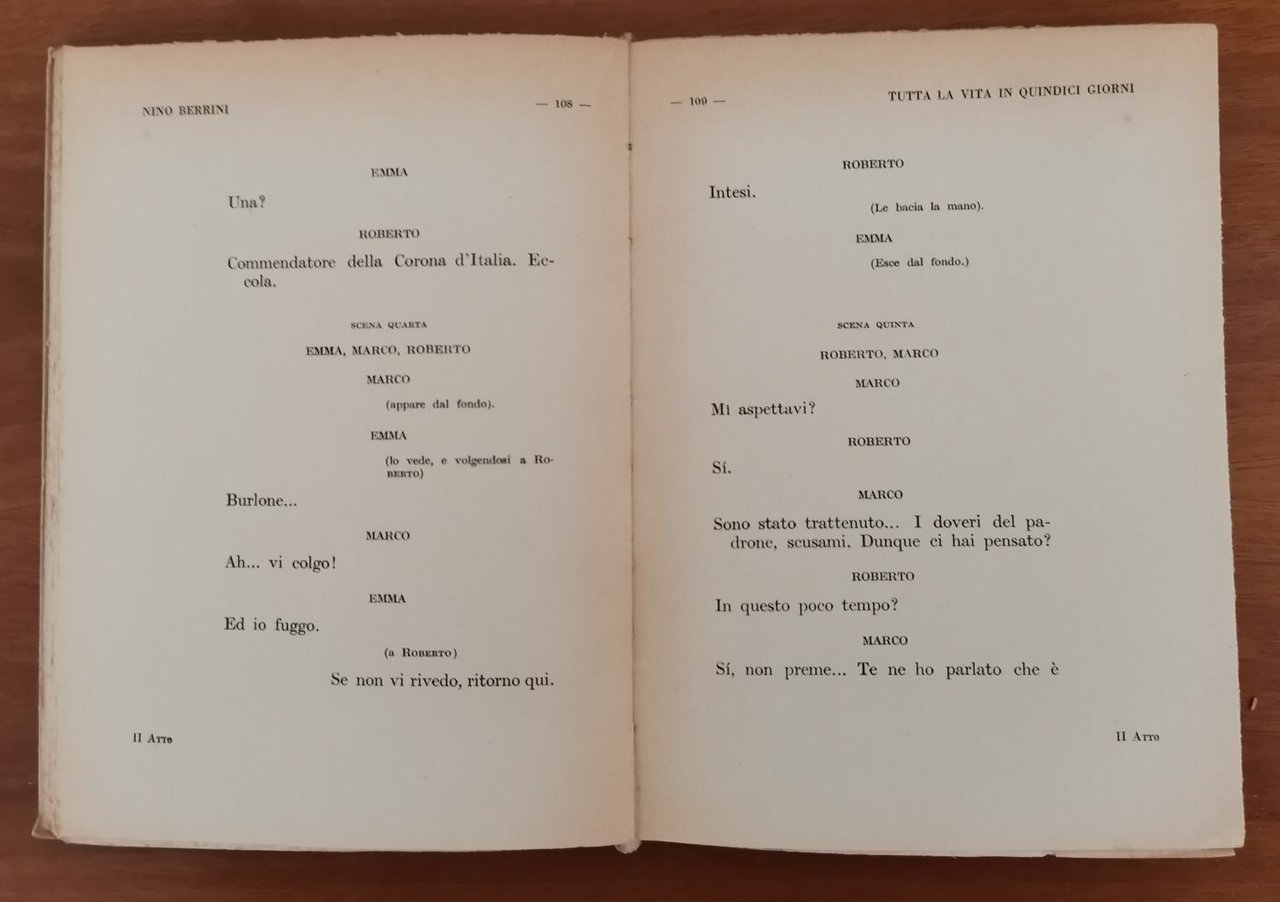 NINO BERRINI
— 108 —
EMMA
Una?
ROBERTO
Commendatore della Corona d'Italia. Ec-
cola.
SCENA QUARTA
EMMA, MARCO, ROBERTO
MARCO
(appare dal fondo).
EMMA
(lo vede, e volgendosi a Ro-
BERTO)
Burlone...
MARCO
Ah... vi colgo!
EMMA
Ed io fuggo.
(a ROBERTO)
Se non vi rivedo, ritorno qui.
II ATTO
— 109 —
TUTTA LA VITA IN QUINDICI GIORNI
ROBERTO
Intesi.
(Le bacia la mano).
EMMA
(Esce dal fondo.)
SCENA QUINTA
ROBERTO, MARCO
MARCO
Mi aspettavi?
ROBERTO
Sí.
MARCO
Sono stato trattenuto... I doveri del pa-
drone, scusami. Dunque ci hai pensato?
ROBERTO
In questo poco tempo?
MARCO
Sí, non preme... Te ne ho parlato che è
II ATTO